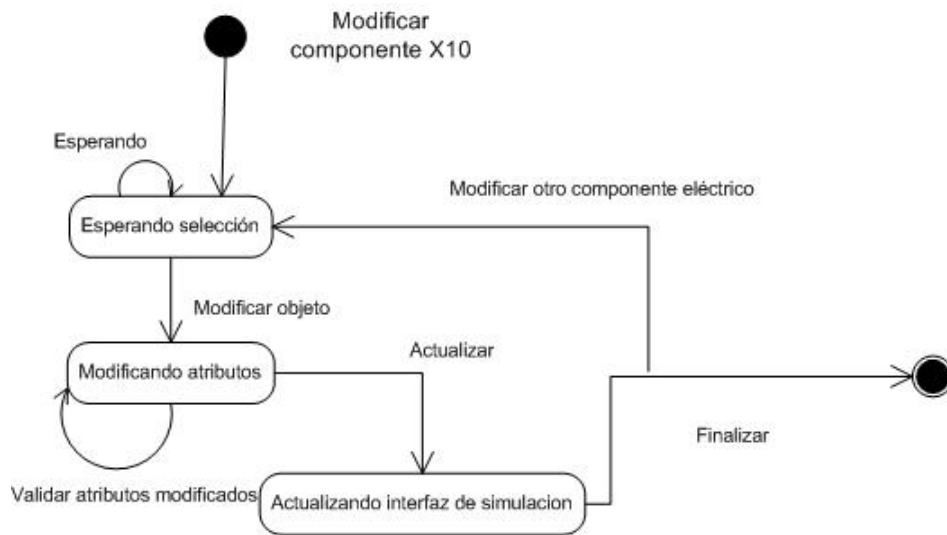 Modificar
componente X10
Esperando
Modificar otro componente eléctrico
Esperando selección
Modificar objeto
Actualizar
Modificando atributos
Finalizar
Validar atributos modificados
Actualizando interfaz de simulacion